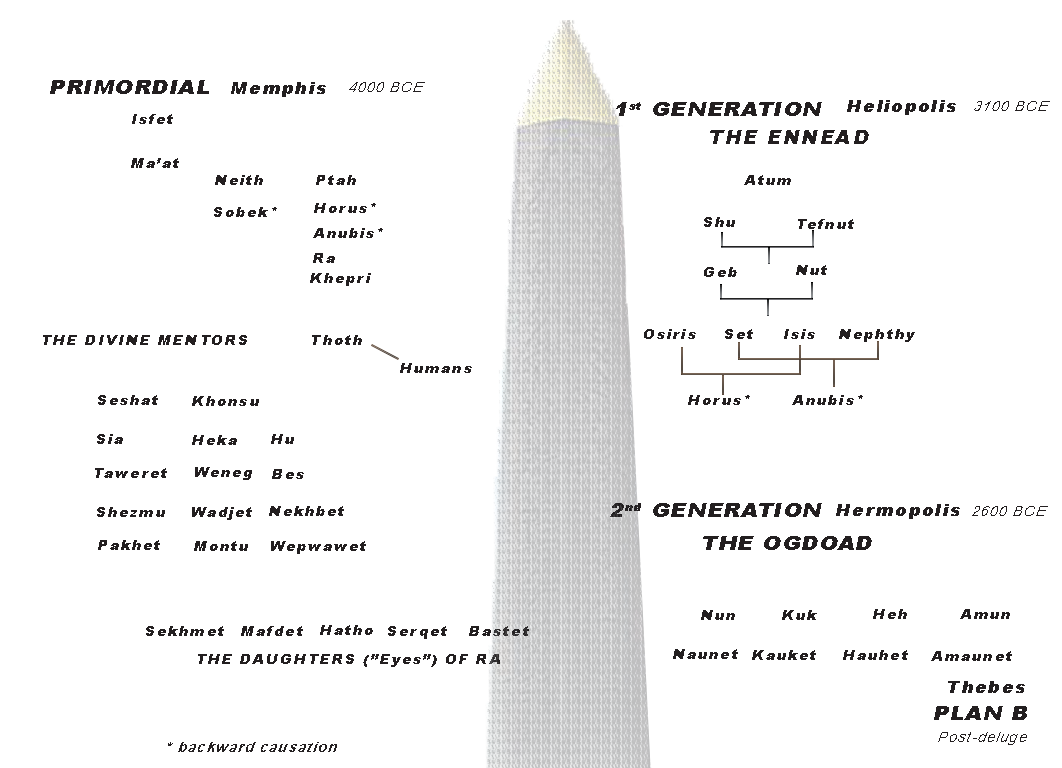 PRIMORDIAL Memphis 4000 BCE
Isfet
Ma'at
Neith Ptah
Sobek* Horus*
Anubis*
Ra
Khepri
THE DIVINE MENTORS Thoth
Humans
Seshat Khonsu
Sia Heka Hu
Taweret Weneg Bes
Shezmu Wadjet Nekhbet
Pakhet Montu Wepwawet
Sekhmet Mafdet Hatho Serqet Bastet
THE DAUGHTERS ("Eyes") OF RA
* backward causation
1st GENERATION Heliopolis 3100 BCE
THE ENNEAD
Atum
Shu Tefnut
Geb Nut
Osiris Set Isis Nephthy
Horus* Anubis*
2nd GENERATION Hermopolis 2600 BCE
THE OGDOAD
Nun Kuk Heh Amun
Naunet Kauket Hauhet Amaunet
Thebes
PLAN B
Post-deluge